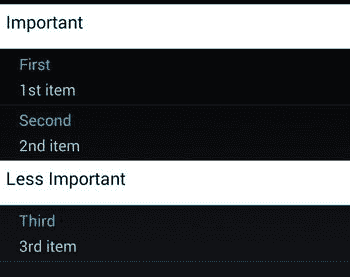 Important
First
1st item
Second
2nd item
Less Important
Third
3rd item